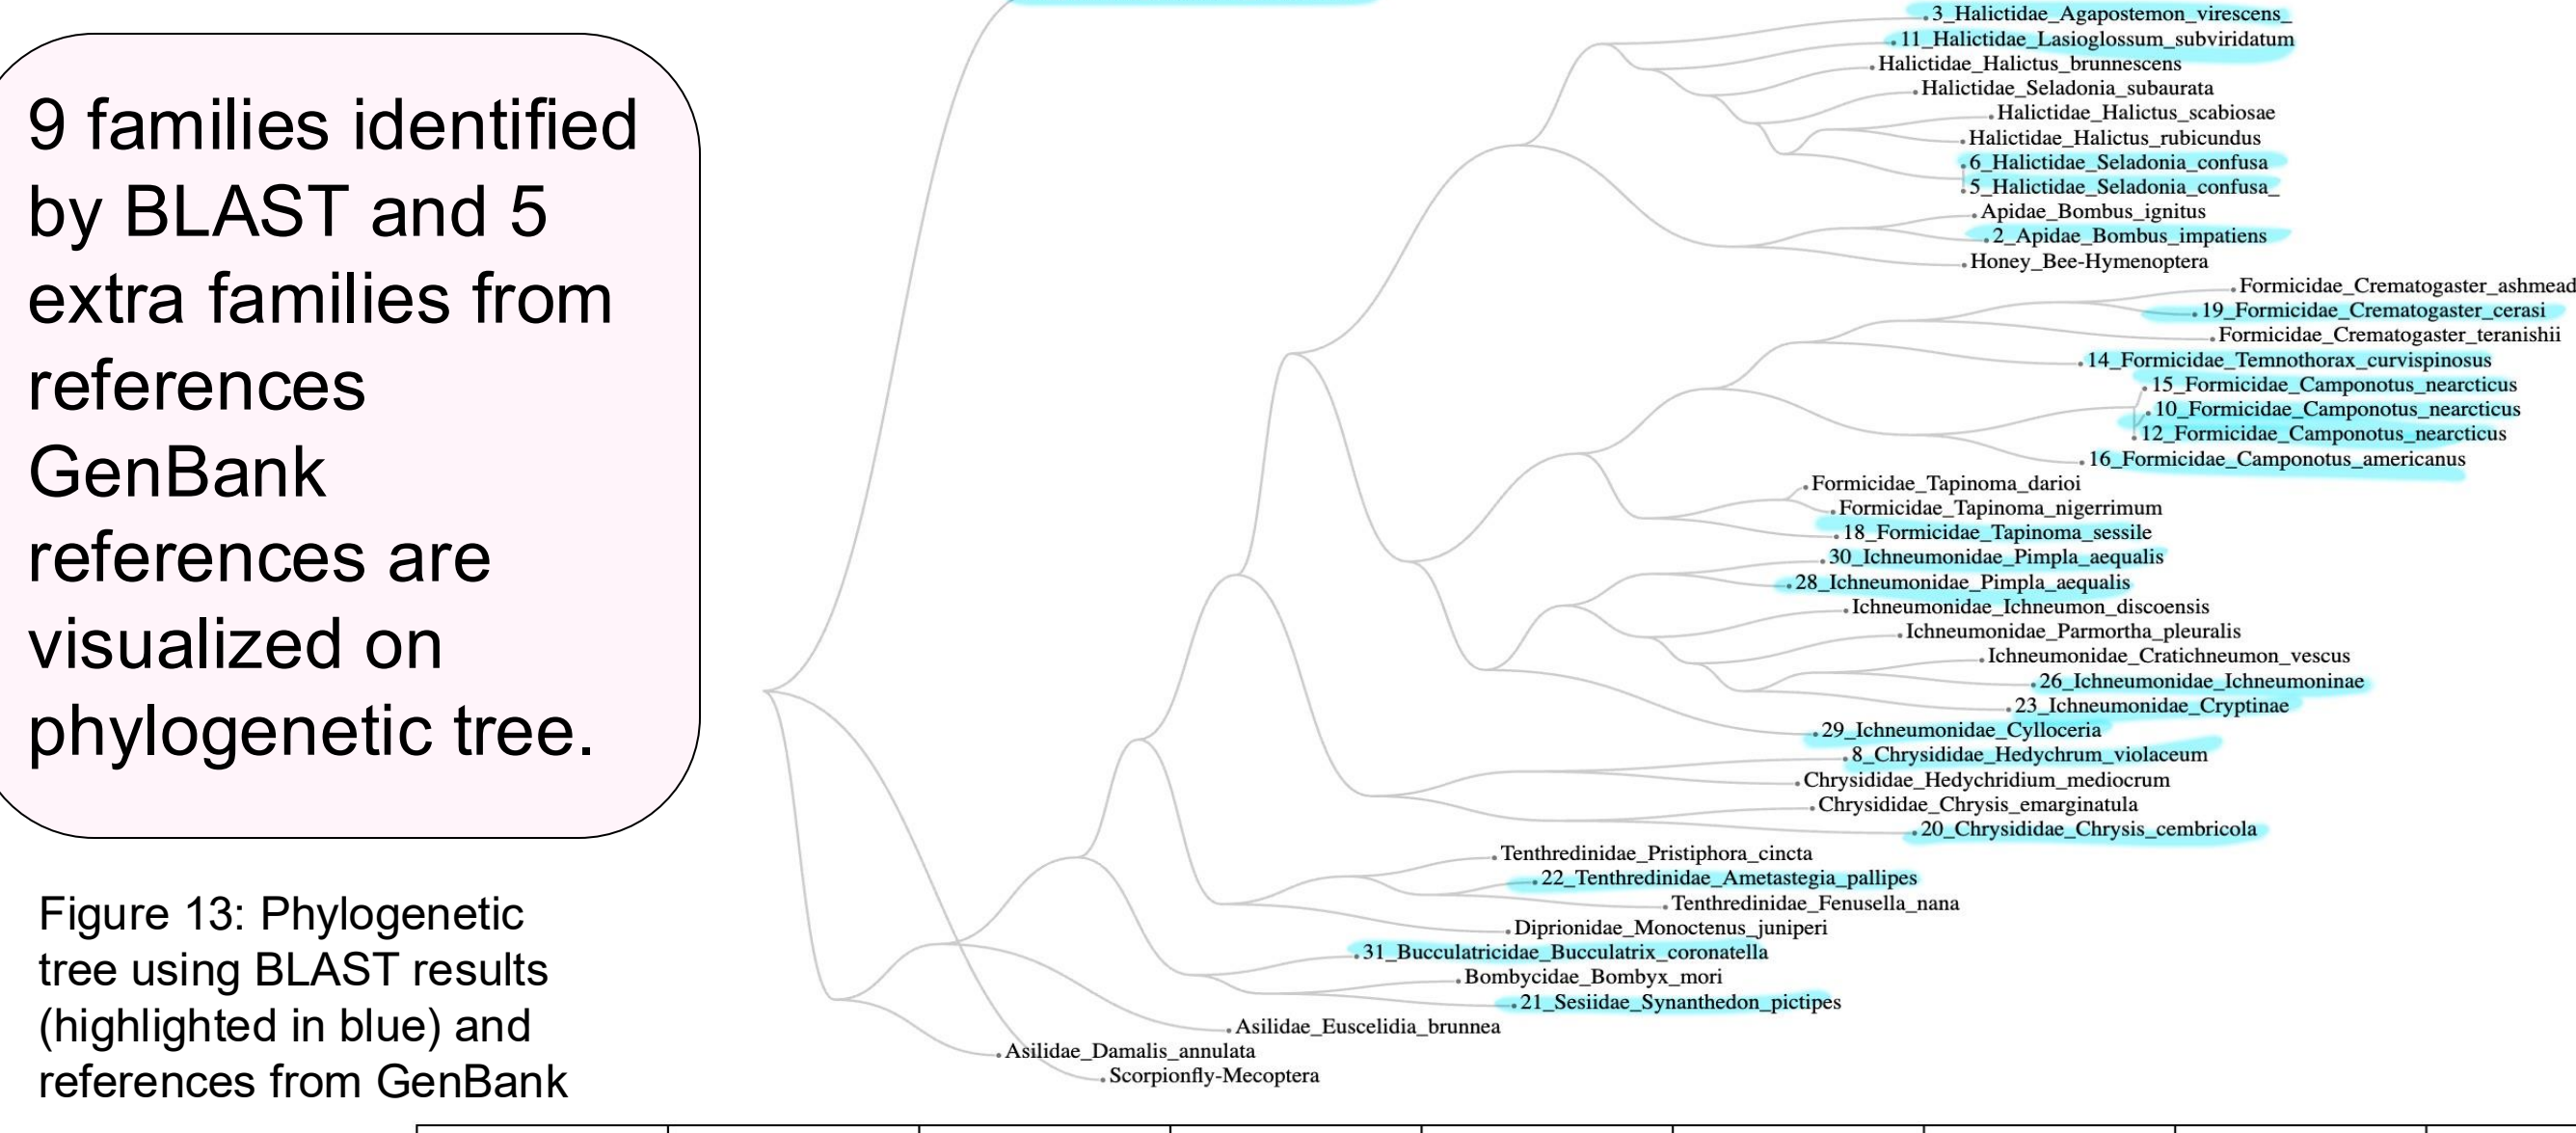 9 families identified
by BLAST and 5
extra families from
references
GenBank
references are
visualized on
phylogenetic tree.
Figure 13: Phylogenetic
tree using BLAST results
(highlighted in blue) and
references from GenBank
3_Halictidae_Agapostemon_virescens_
11_Halictidae_Lasioglossum_subviridatum
Halictidae_Halictus_brunnescens
Halictidae_Seladonia_subaurata
Halictidae_Halictus_scabiosae
Halictidae_Halictus_rubicundus
6_Halictidae_Seladonia_confusa
5_Halictidae_Seladonia_confusa_
Apidae_Bombus_ignitus
2_Apidae_Bombus_impatiens
Honey_Bee-Hymenoptera
Formicidae_Crematogaster_ashmead
19_Formicidae_Crematogaster_cerasi
Formicidae_Crematogaster_teranishii
14_Formicidae_Temnothorax_curvispinosus
15_Formicidae_Camponotus_nearcticus
10_Formicidae_Camponotus_nearcticus
12_Formicidae_Camponotus_nearcticus
16_Formicidae_Camponotus_americanus
Formicidae_Tapinoma_darioi
Formicidae_Tapinoma_nigerrimum
18_Formicidae_Tapinoma_sessile
30_Ichneumonidae_Pimpla_aequalis
28_Ichneumonidae_Pimpla_aequalis
Ichneumonidae_Ichneumon_discoensis
Ichneumonidae_Parmortha_pleuralis
Ichneumonidae_Cratichneumon_vescus
26_Ichneumonidae_Ichneumoninae
23_Ichneumonidae_Cryptinae
29_Ichneumonidae_Cylloceria
8_Chrysididae_Hedychrum_violaceum
Chrysididae_Hedychridium_mediocrum
Chrysididae_Chrysis_emarginatula
20_Chrysididae_Chrysis_cembricola
Tenthredinidae_Pristiphora_cincta
22_Tenthredinidae_Ametastegia_pallipes
Tenthredinidae_Fenusella_nana
Diprionidae_Monoctenus_juniperi
31_Bucculatricidae_Bucculatrix_coronatella
Bombycidae_Bombyx_mori
21_Sesiidae_Synanthedon_pictipes
Asilidae_Euscelidia_brunnea
Asilidae_Damalis_annulata
Scorpionfly-Mecoptera